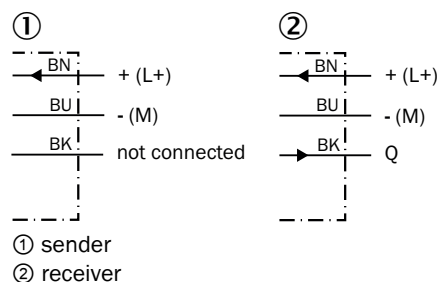 ①
BN + (L+)
BU - (M)
BK not connected
②
BN + (L+)
BU - (M)
BK Q
① sender
② receiver